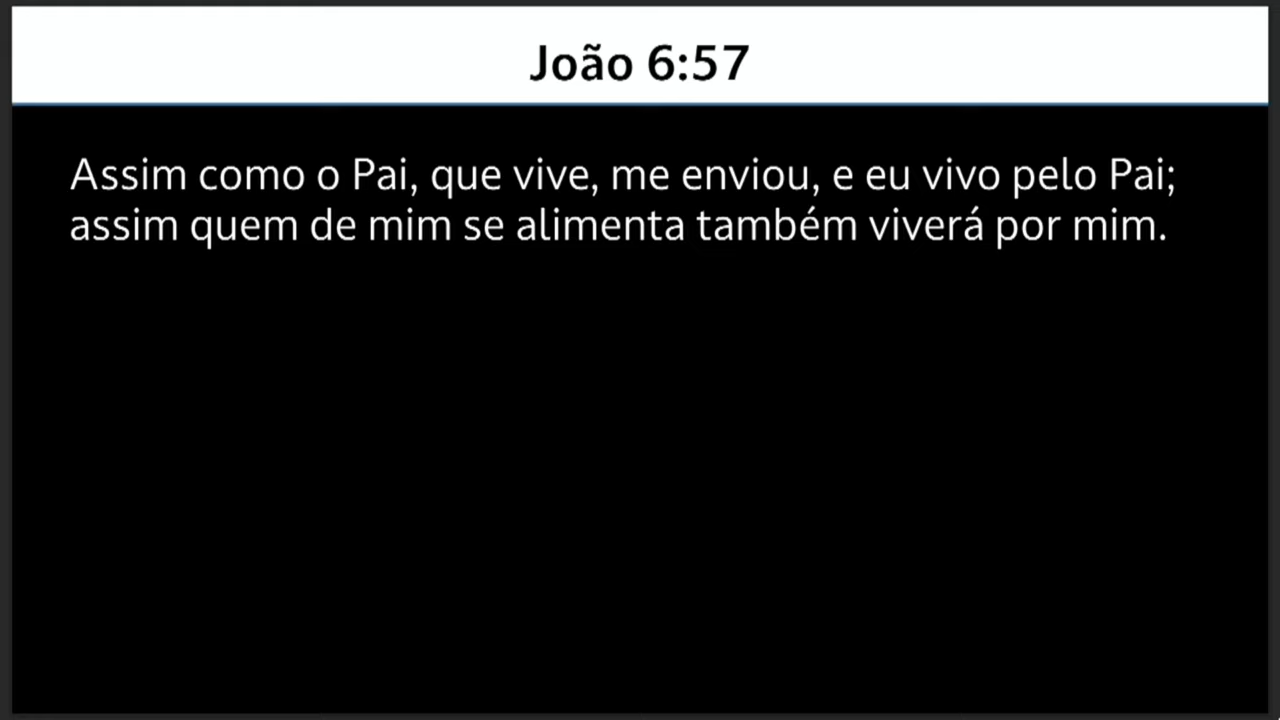 João 6:57
Assim como o Pai, que vive, me enviou, e eu vivo pelo Pai;
assim quem de mim se alimenta também viverá por mim.